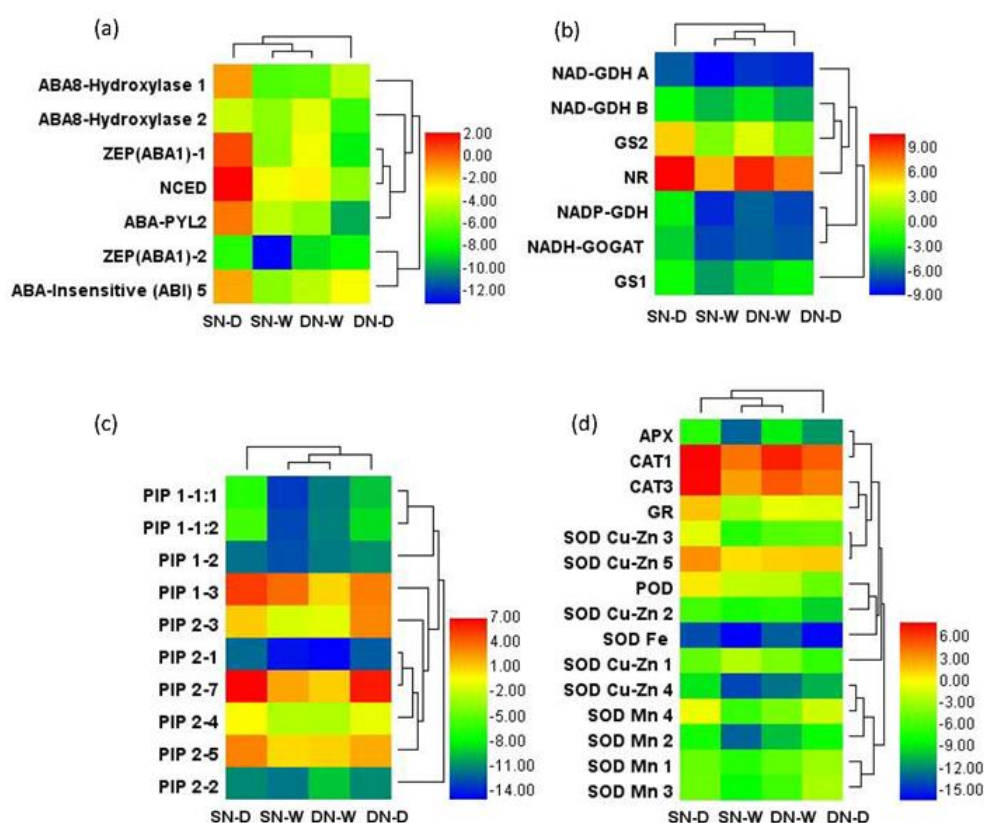 (a)
ABA8-Hydroxylase 1
ABA8-Hydroxylase 2
ZEP(ABA1)-1
NCED
ABA-PYL2
ZEP(ABA1)-2
ABA-Insensitive (ABI) 5
2.00
0.00
-2.00
-4.00
-6.00
-8.00
-10.00
-12.00
SN-D SN-W DN-W DN-D
(b)
NAD-GDH A
NAD-GDH B
GS2
NR
NADP-GDH
NADH-GOGAT
GS1
9.00
6.00
3.00
0.00
-3.00
-6.00
-9.00
SN-D SN-W DN-W DN-D
(c)
PIP 1-1:1
PIP 1-1:2
PIP 1-2
PIP 1-3
PIP 2-3
PIP 2-1
PIP 2-7
PIP 2-4
PIP 2-5
PIP 2-2
7.00
4.00
1.00
-2.00
-5.00
-8.00
-11.00
-14.00
SN-D SN-W DN-W DN-D
(d)
APX
CAT1
CAT3
GR
SOD Cu-Zn 3
SOD Cu-Zn 5
POD
SOD Cu-Zn 2
SOD Fe
SOD Cu-Zn 1
SOD Cu-Zn 4
SOD Mn 4
SOD Mn 2
SOD Mn 1
SOD Mn 3
6.00
3.00
0.00
-3.00
-6.00
-9.00
-12.00
-15.00
SN-D SN-W DN-W DN-D